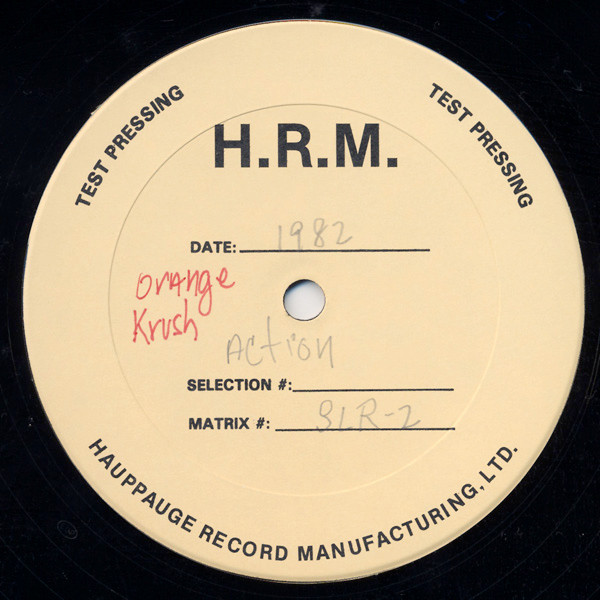 TEST PRESSING
TEST PRESSING
H.R.M.
DATE: 1982
Orange
Krush
Action
SELECTION #:
MATRIX #: SLR-2
HAUPPAUGE RECORD MANUFACTURING, LTD.